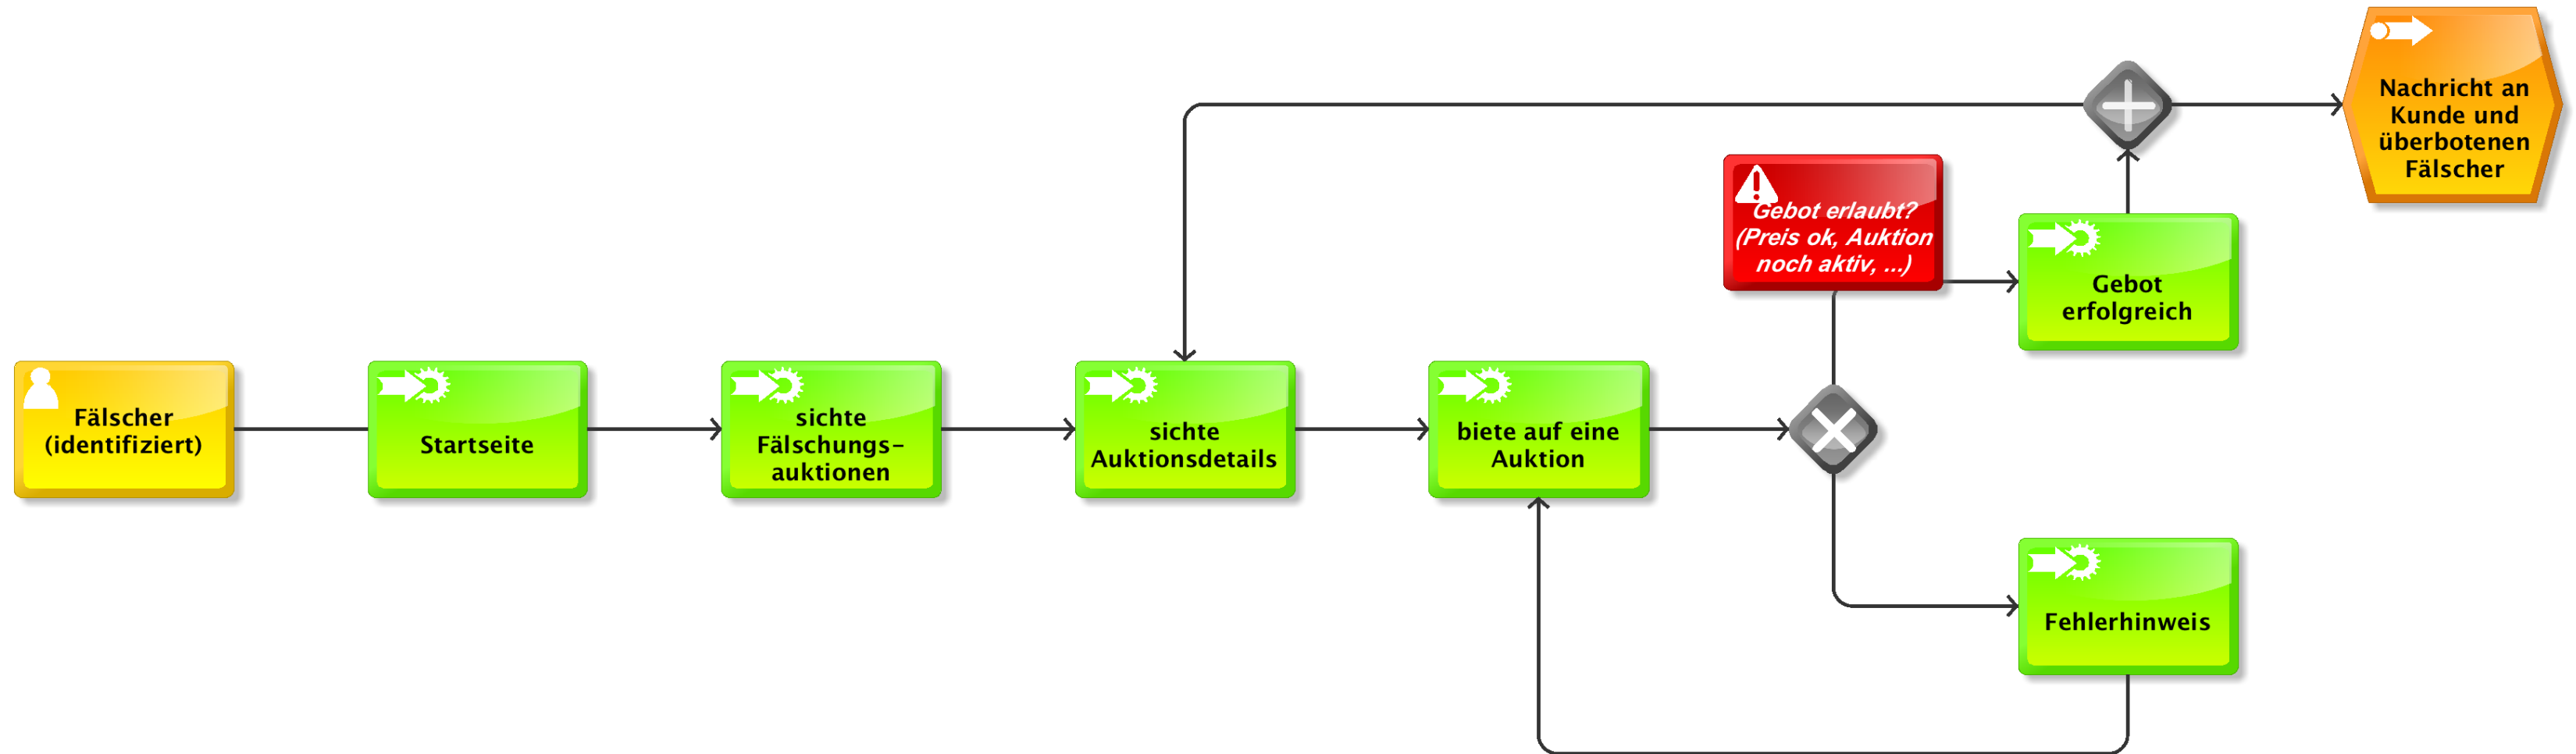 Fälscher
(identifiziert)
Startseite
sichte
Fälschungs-
auktionen
sichte
Auktionsdetails
biete auf eine
Auktion
Gebot erlaubt?
(Preis ok, Auktion
noch aktiv, ...)
Gebot
erfolgreich
Nachricht an
Kunde und
überbotenen
Fälscher
Fehlerhinweis